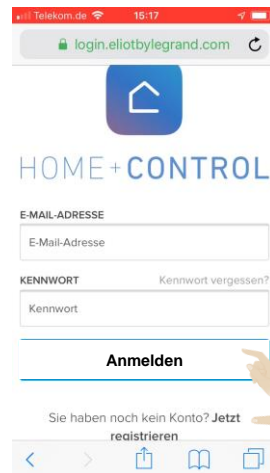 Telekom.de 15:17
login.eliotbylegrand.com
HOME+CONTROL
E-MAIL-ADRESSE
E-Mail-Adresse
KENNWORT Kennwort vergessen?
Kennwort
Anmelden
Sie haben noch kein Konto? Jetzt
registrieren